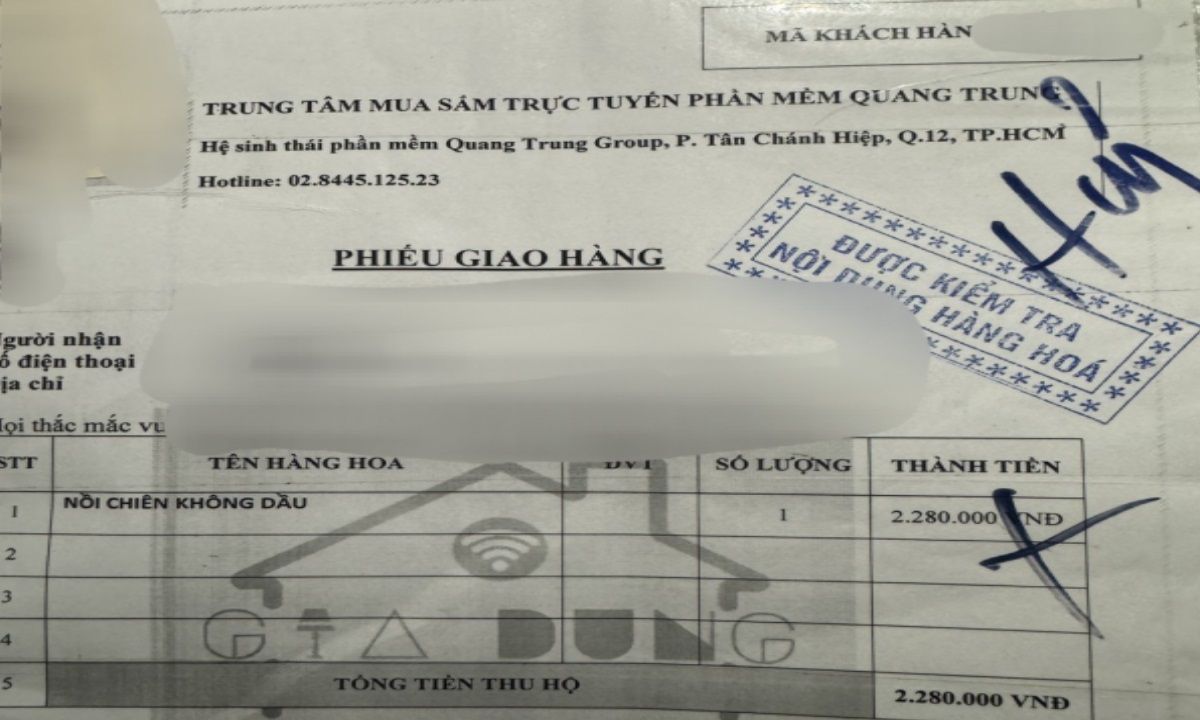 MÃ KHÁCH HÀN
TRUNG TÂM MUA SẮM TRỰC TUYẾN PHẦN MỀM QUANG TRUNG
Hệ sinh thái phần mềm Quang Trung Group, P. Tân Chánh Hiệp, Q.12, TP.HCM
Hotline: 02.8445.125.23
Huỷ
PHIẾU GIAO HÀNG
ĐƯỢC KIỂM TRA
NỘI DUNG HÀNG HOÁ
gười nhận
ố điện thoại
ịa chỉ
ọi thắc mắc vu
STT TÊN HÀNG HOA ĐVT SỐ LƯỢNG THÀNH TIỀN
1 NỒI CHIÊN KHÔNG DẦU 1 2.280.000 VNĐ
2
3
4
GIA DUNG
5 TỔNG TIỀN THU HỘ 2.280.000 VNĐ